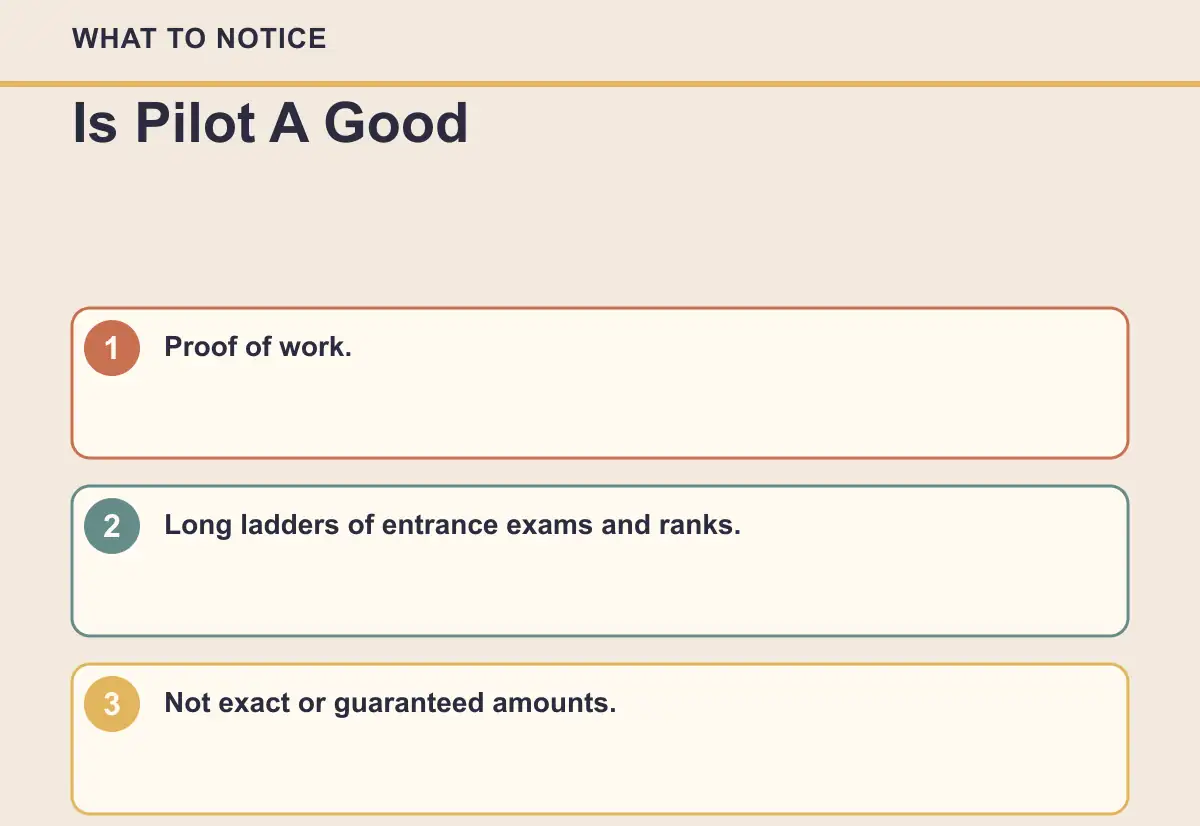 WHAT TO NOTICE
Is Pilot A Good
1 Proof of work.
2 Long ladders of entrance exams and ranks.
3 Not exact or guaranteed amounts.